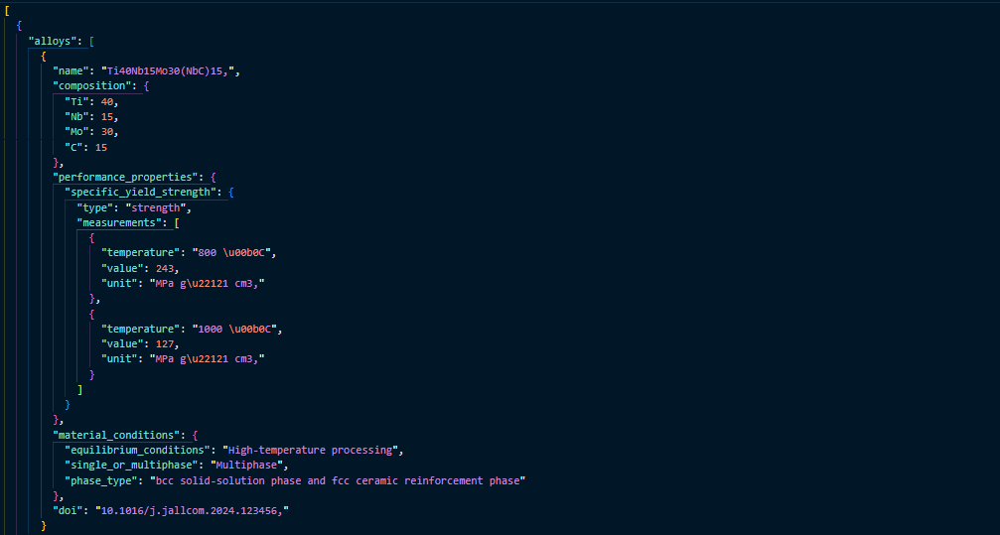 [
{
"alloys": [
{
"name": "Ti40Nb15Mo30(NbC)15,",
"composition": {
"Ti": 40,
"Nb": 15,
"Mo": 30,
"C": 15
},
"performance_properties": {
"specific_yield_strength": {
"type": "strength",
"measurements": [
{
"temperature": "800 \u00b0C",
"value": 243,
"unit": "MPa g\u22121 cm3,"
},
{
"temperature": "1000 \u00b0C",
"value": 127,
"unit": "MPa g\u22121 cm3,"
}
]
}
},
"material_conditions": {
"equilibrium_conditions": "High-temperature processing",
"single_or_multiphase": "Multiphase",
"phase_type": "bcc solid-solution phase and fcc ceramic reinforcement phase"
},
"doi": "10.1016/j.jallcom.2024.123456,"
}